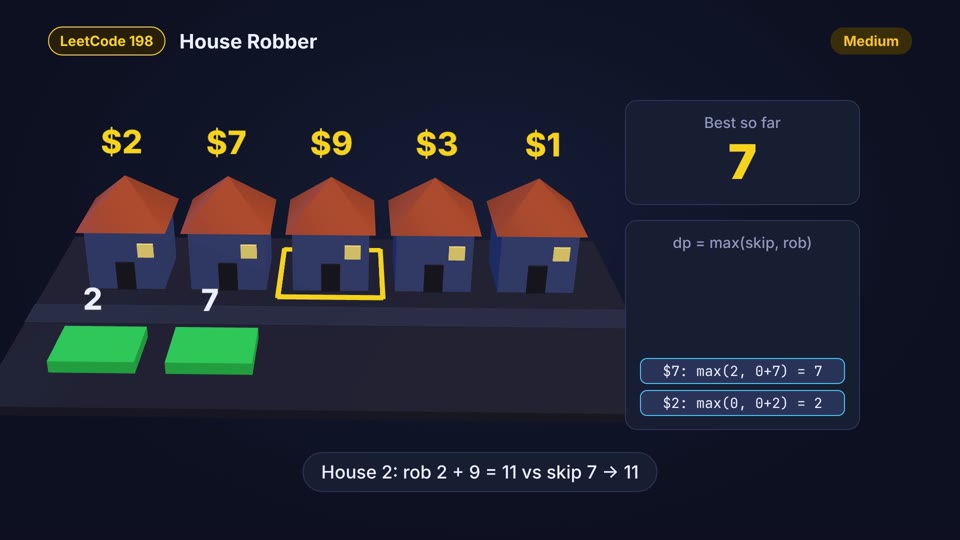 LeetCode 198
House Robber
Medium
$2 $7 $9 $3 $1
2 7
Best so far
7
dp = max(skip, rob)
$7: max(2, 0+7) = 7
$2: max(0, 0+2) = 2
House 2: rob 2 + 9 = 11 vs skip 7 → 11